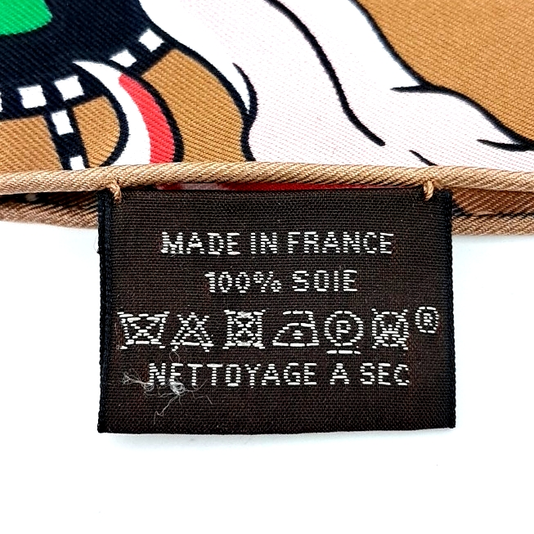 MADE IN FRANCE
100% SOIE
P W ®
NETTOYAGE A SEC